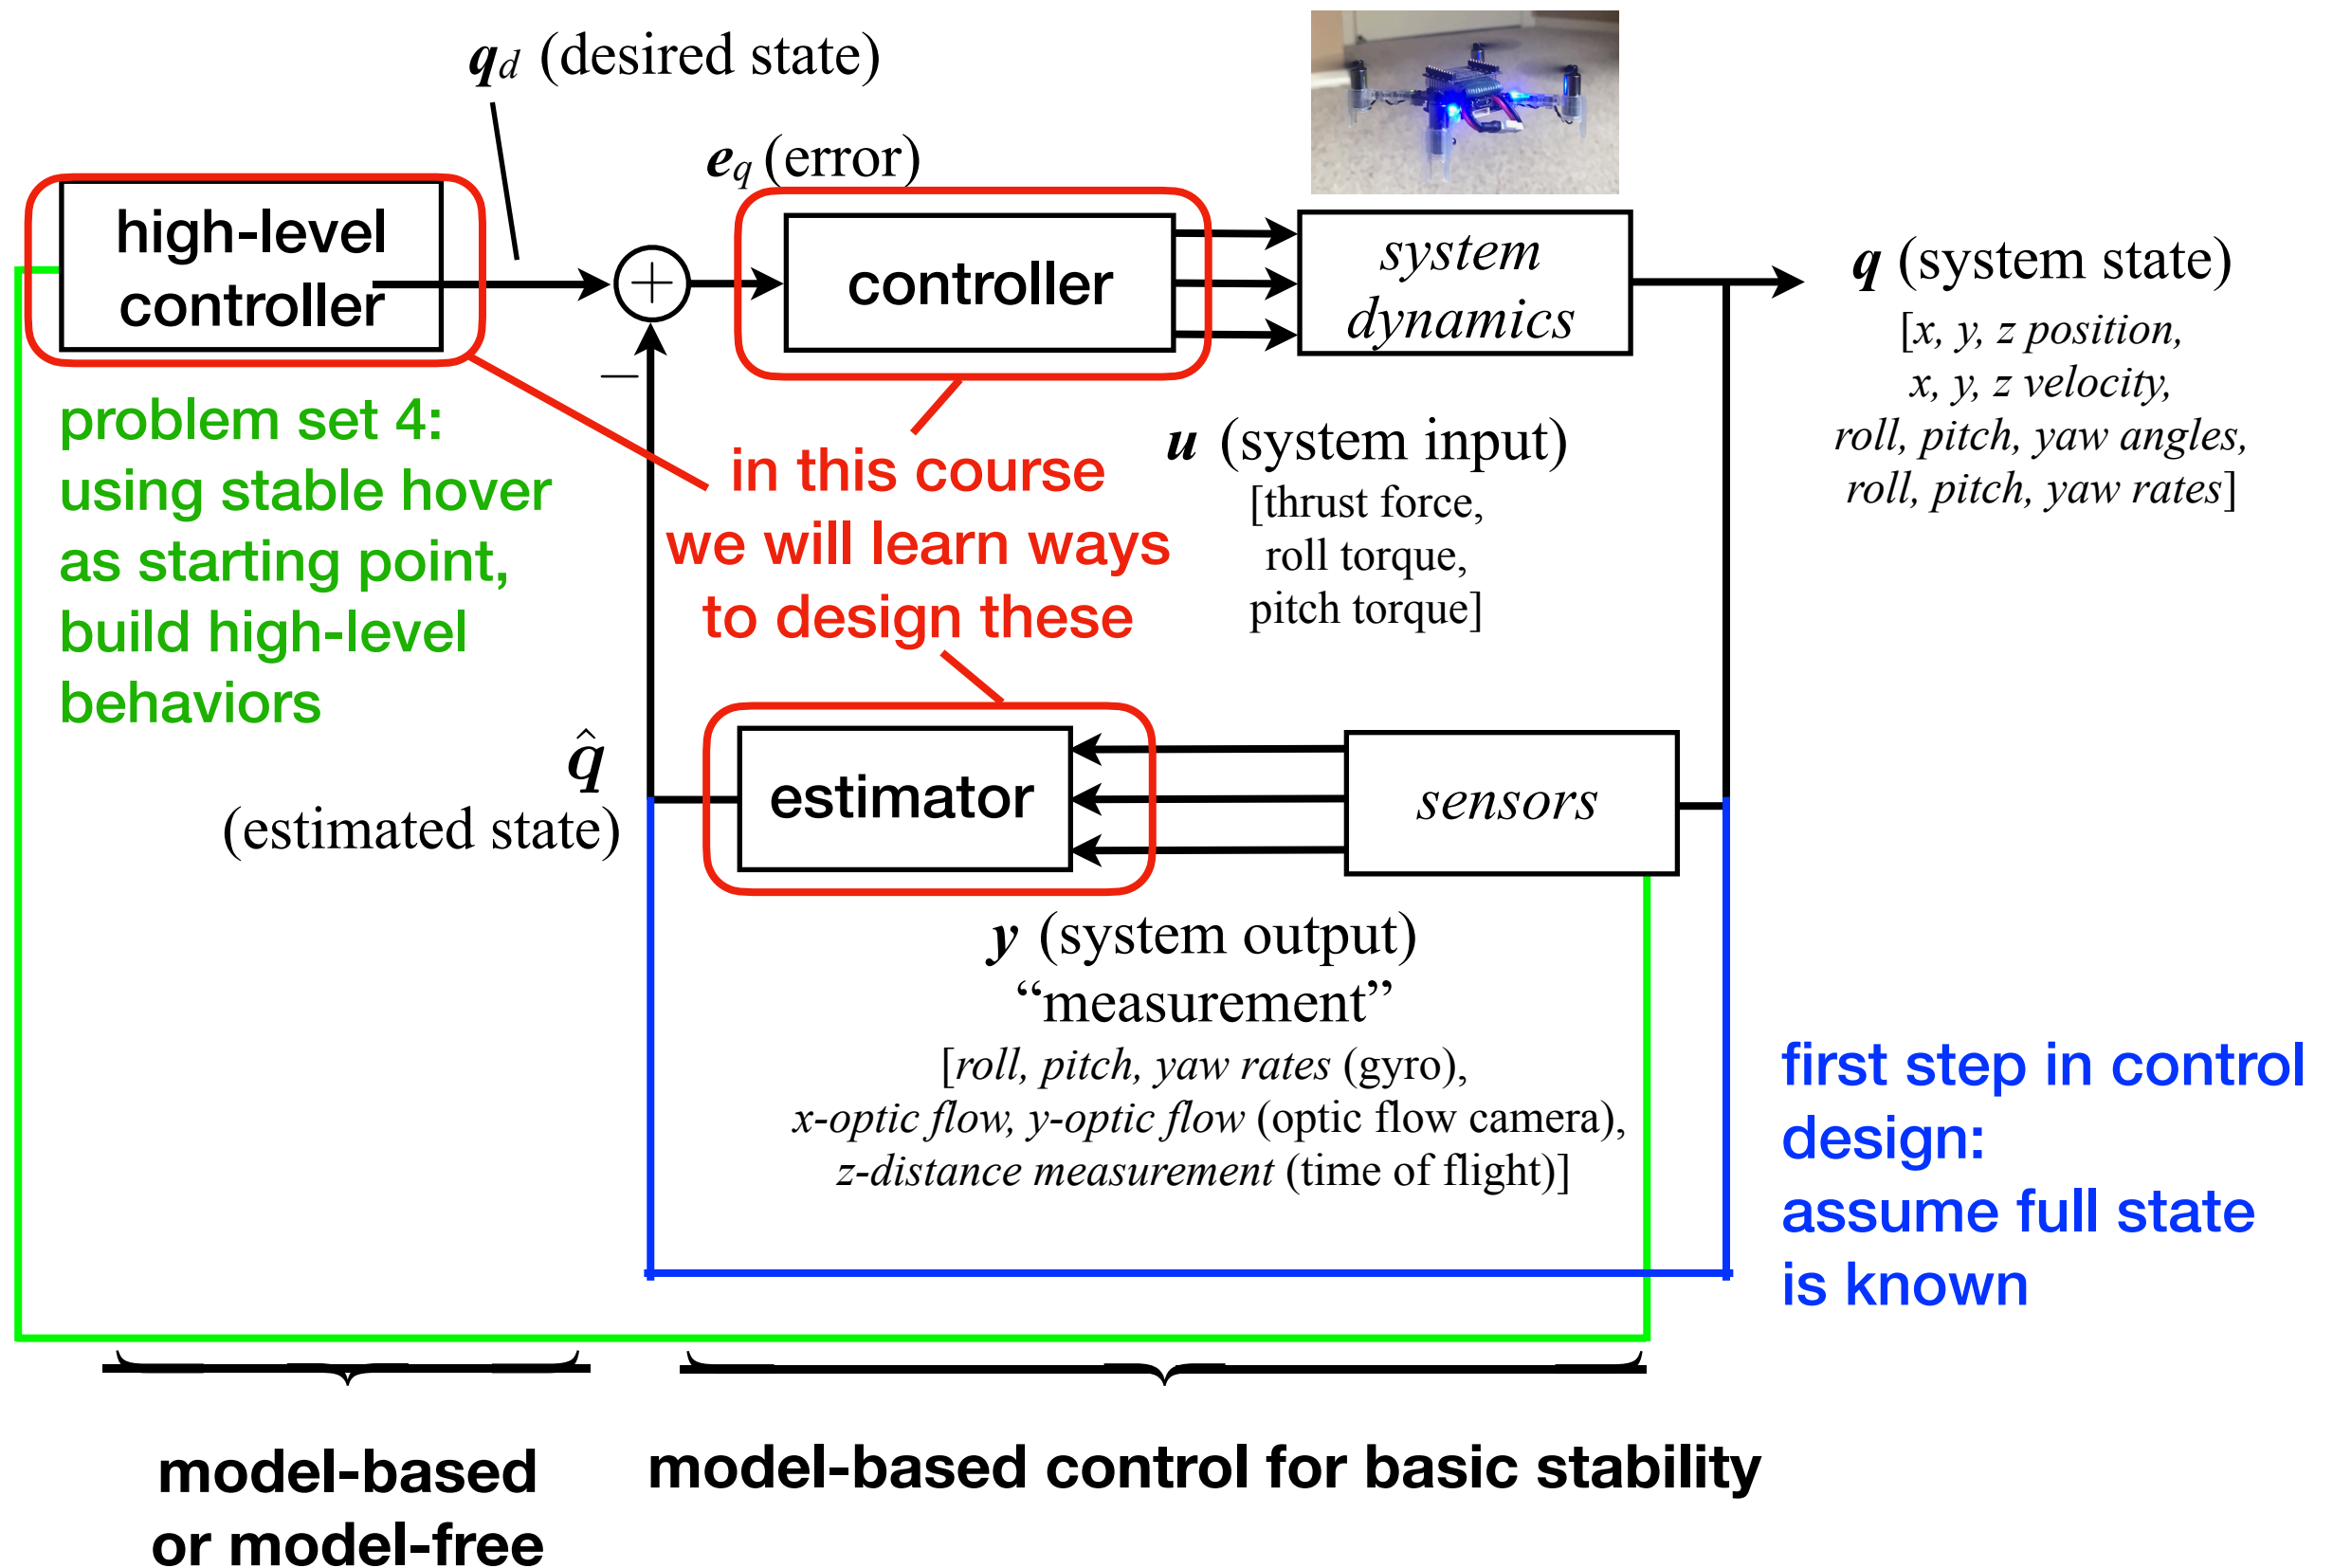 q_d (desired state)
e_q (error)
high-level
controller
+
controller
system
dynamics
q (system state)
[x, y, z position,
x, y, z velocity,
roll, pitch, yaw angles,
roll, pitch, yaw rates]
−
problem set 4:
using stable hover
as starting point,
build high-level
behaviors
in this course
we will learn ways
to design these
u (system input)
[thrust force,
roll torque,
pitch torque]
q̂
(estimated state)
estimator
sensors
y (system output)
“measurement”
[roll, pitch, yaw rates (gyro),
x-optic flow, y-optic flow (optic flow camera),
z-distance measurement (time of flight)]
first step in control
design:
assume full state
is known
model-based
or model-free
model-based control for basic stability